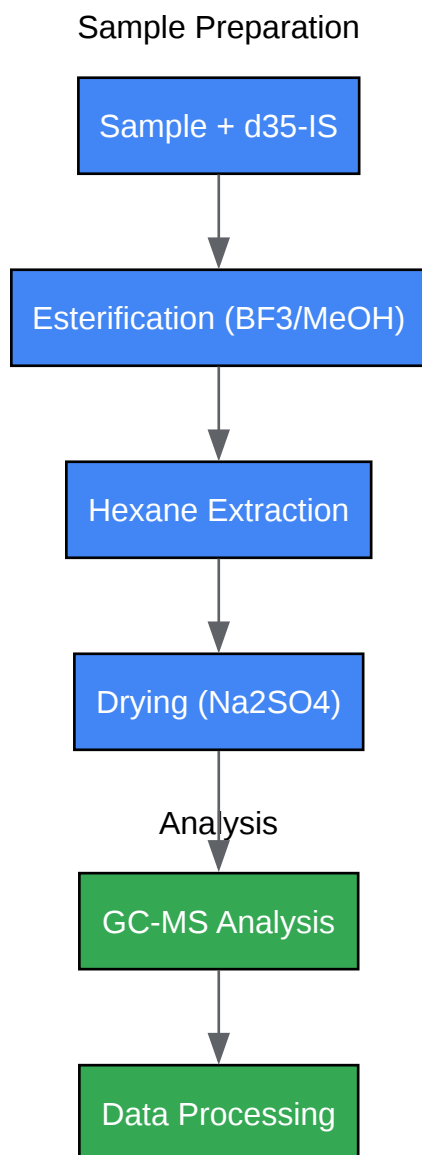 Sample Preparation
Sample + d35-IS
Esterification (BF3/MeOH)
Hexane Extraction
Drying (Na2SO4)
Analysis
GC-MS Analysis
Data Processing